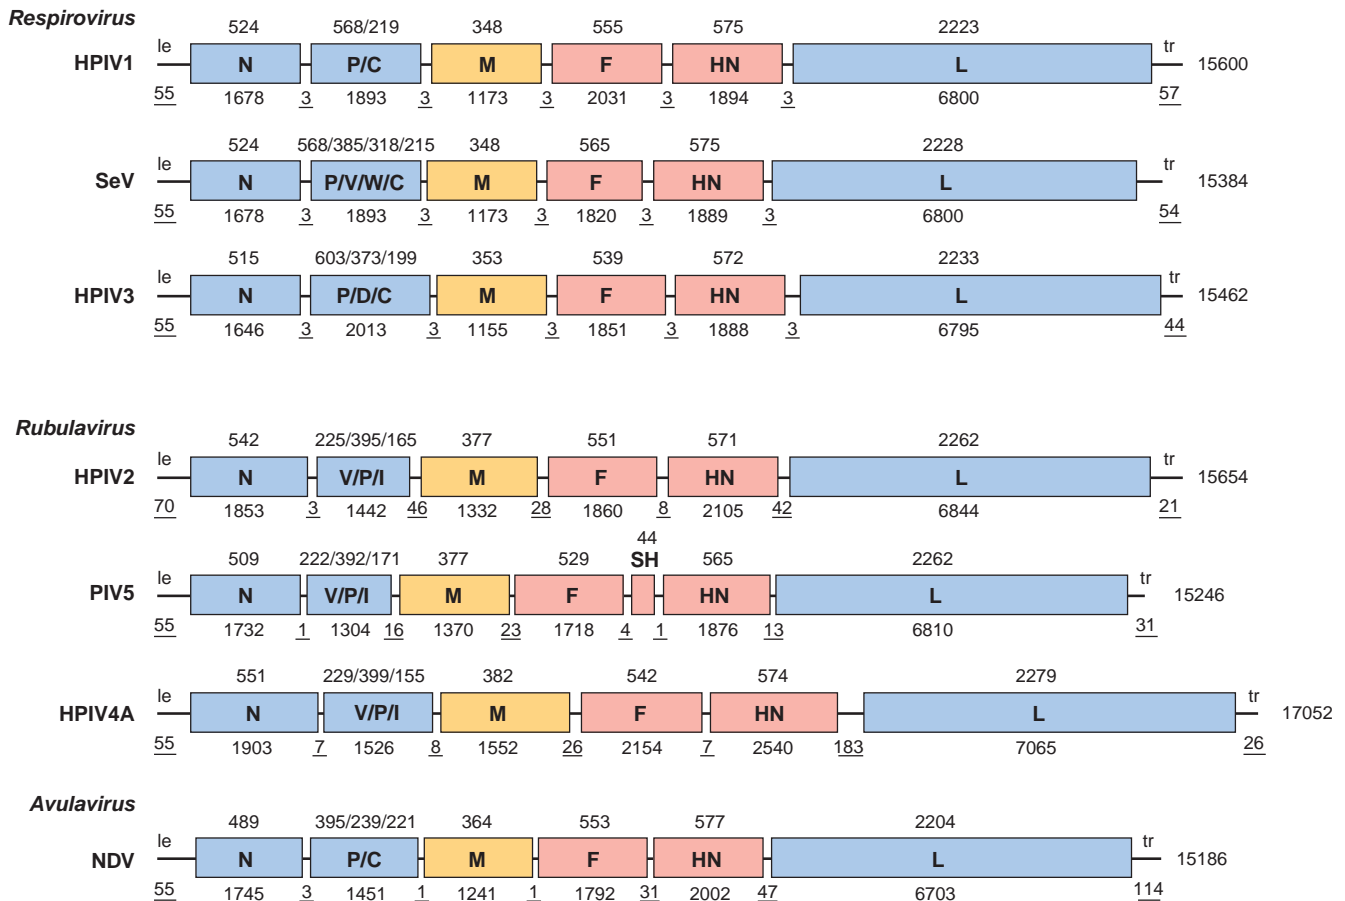 Respirovirus
524 568/219 348 555 575 2223
HPIV1 le N P/C M F HN L tr 15600
55 1678 3 1893 3 1173 3 2031 3 1894 3 6800 57
524 568/385/318/215 348 565 575 2228
SeV le N P/V/W/C M F HN L tr 15384
55 1678 3 1893 3 1173 3 1820 3 1889 3 6800 54
515 603/373/199 353 539 572 2233
HPIV3 le N P/D/C M F HN L tr 15462
55 1646 3 2013 3 1155 3 1851 3 1888 3 6795 44
Rubulavirus
542 225/395/165 377 551 571 2262
HPIV2 le N V/P/I M F HN L tr 15654
70 1853 3 1442 46 1332 28 1860 8 2105 42 6844 21
509 222/392/171 377 529 44 565 2262
PIV5 le N V/P/I M F SH HN L tr 15246
55 1732 1 1304 16 1370 23 1718 4 1 1876 13 6810 31
551 229/399/155 382 542 574 2279
HPIV4A le N V/P/I M F HN L tr 17052
55 1903 7 1526 8 1552 26 2154 7 2540 183 7065 26
Avulavirus
489 395/239/221 364 553 577 2204
NDV le N P/C M F HN L tr 15186
55 1745 3 1451 1 1241 1 1792 31 2002 47 6703 114